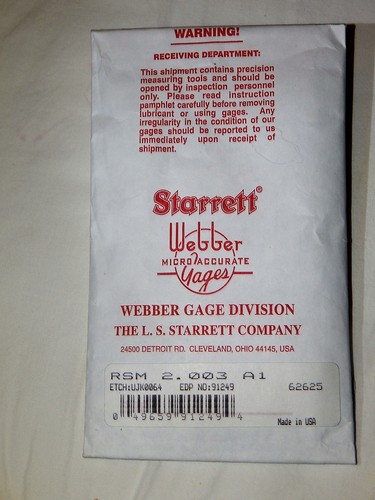 WARNING!
RECEIVING DEPARTMENT:
This shipment contains precision
measuring tools and should be
opened by inspection personnel
only. Please read instruction
pamphlet carefully before removing
lubricant or using gages. Any
irregularity in the condition of our
gages should be reported to us
immediately upon receipt of
shipment.
Starrett®
Webber
MICRO ACCURATE
Gages
WEBBER GAGE DIVISION
THE L. S. STARRETT COMPANY
24500 DETROIT RD. CLEVELAND, OHIO 44145, USA
RSM 2.003 A1
ETCH:UJK0064 EDP NO:91249 62625
0 49659 91249 4
Made in USA